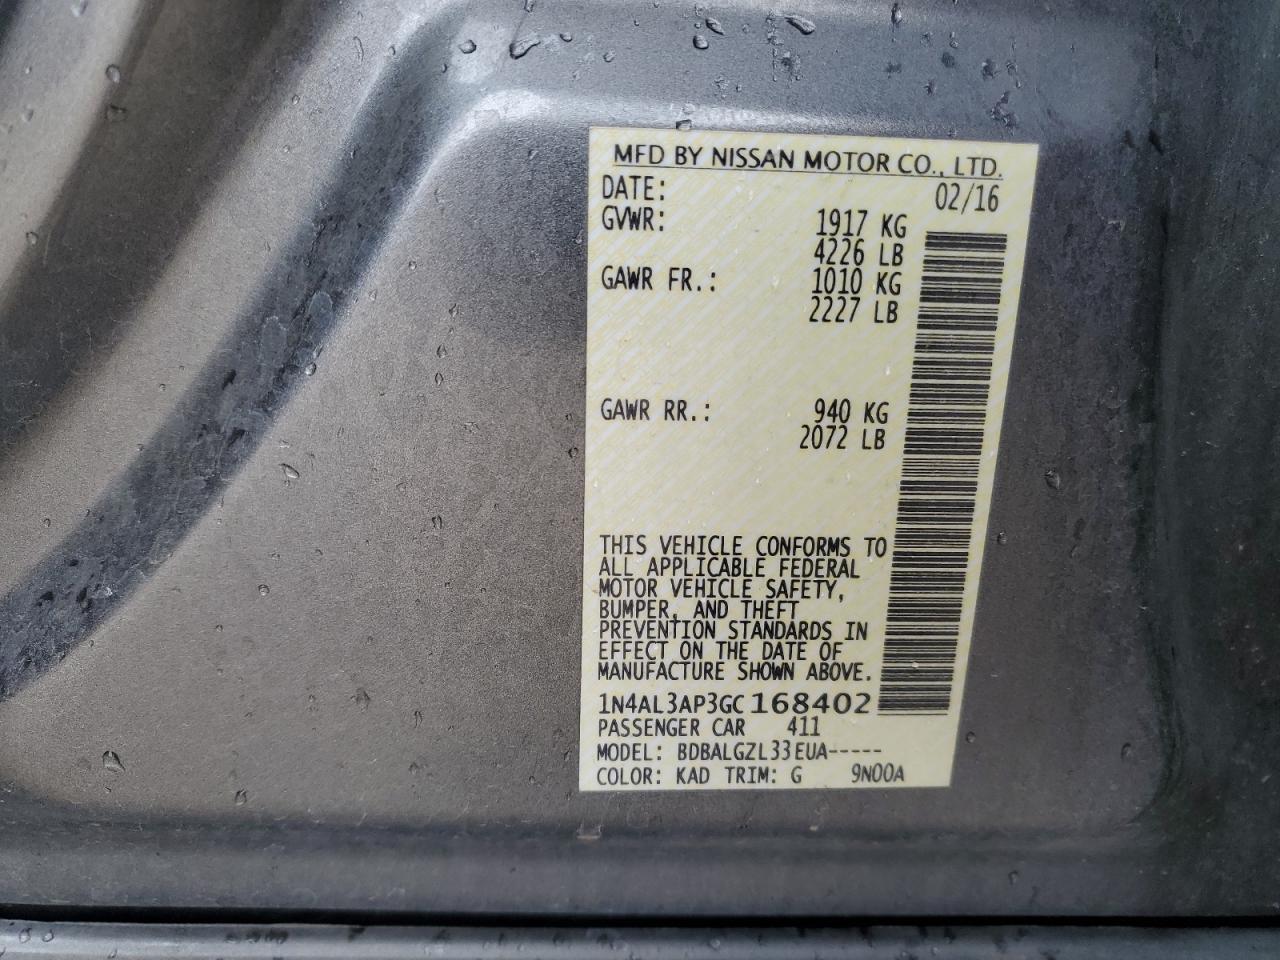 MFD BY NISSAN MOTOR CO., LTD.
DATE: 02/16
GVWR: 1917 KG
4226 LB
GAWR FR.: 1010 KG
2227 LB
GAWR RR.: 940 KG
2072 LB
THIS VEHICLE CONFORMS TO
ALL APPLICABLE FEDERAL
MOTOR VEHICLE SAFETY,
BUMPER, AND THEFT
PREVENTION STANDARDS IN
EFFECT ON THE DATE OF
MANUFACTURE SHOWN ABOVE.
1N4AL3AP3GC168402
PASSENGER CAR 411
MODEL: BDBALGZL33EUA-----
COLOR: KAD TRIM: G 9N00A